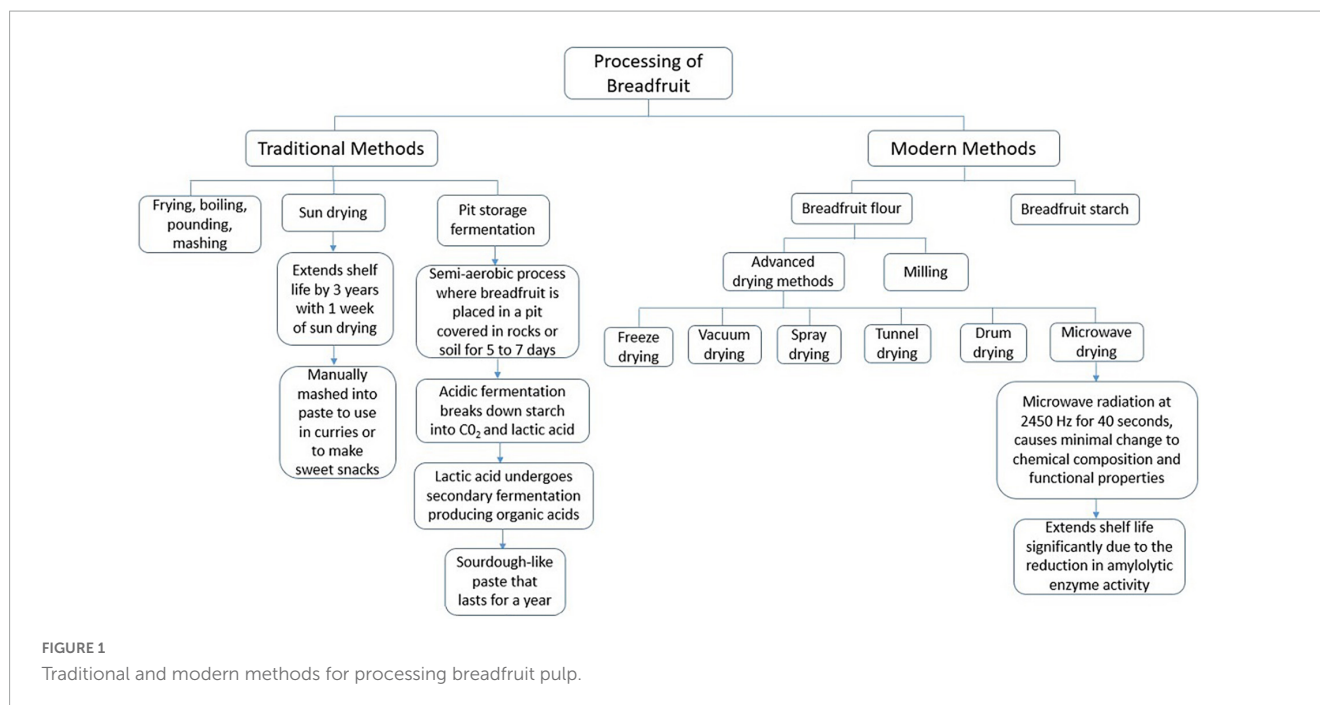 Processing of
Breadfruit
Traditional Methods
Modern Methods
Frying, boiling,
pounding,
mashing
Sun drying
Pit storage
fermentation
Breadfruit flour
Breadfruit starch
Extends shelf
life by 3 years
with 1 week
of sun drying
Semi-aerobic process
where breadfruit is
placed in a pit
covered in rocks or
soil for 5 to 7 days
Advanced
drying methods
Milling
Freeze
drying
Vacuum
drying
Spray
drying
Tunnel
drying
Drum
drying
Microwave
drying
Manually
mashed into
paste to use
in curries or
to make
sweet snacks
Acidic fermentation
breaks down starch
into C0₂ and lactic acid
Microwave radiation at
2450 Hz for 40 seconds,
causes minimal change to
chemical composition and
functional properties
Lactic acid undergoes
secondary fermentation
producing organic acids
Extends shelf life
significantly due to the
reduction in amylolytic
enzyme activity
Sourdough-like
paste that
lasts for a year
FIGURE 1
Traditional and modern methods for processing breadfruit pulp.